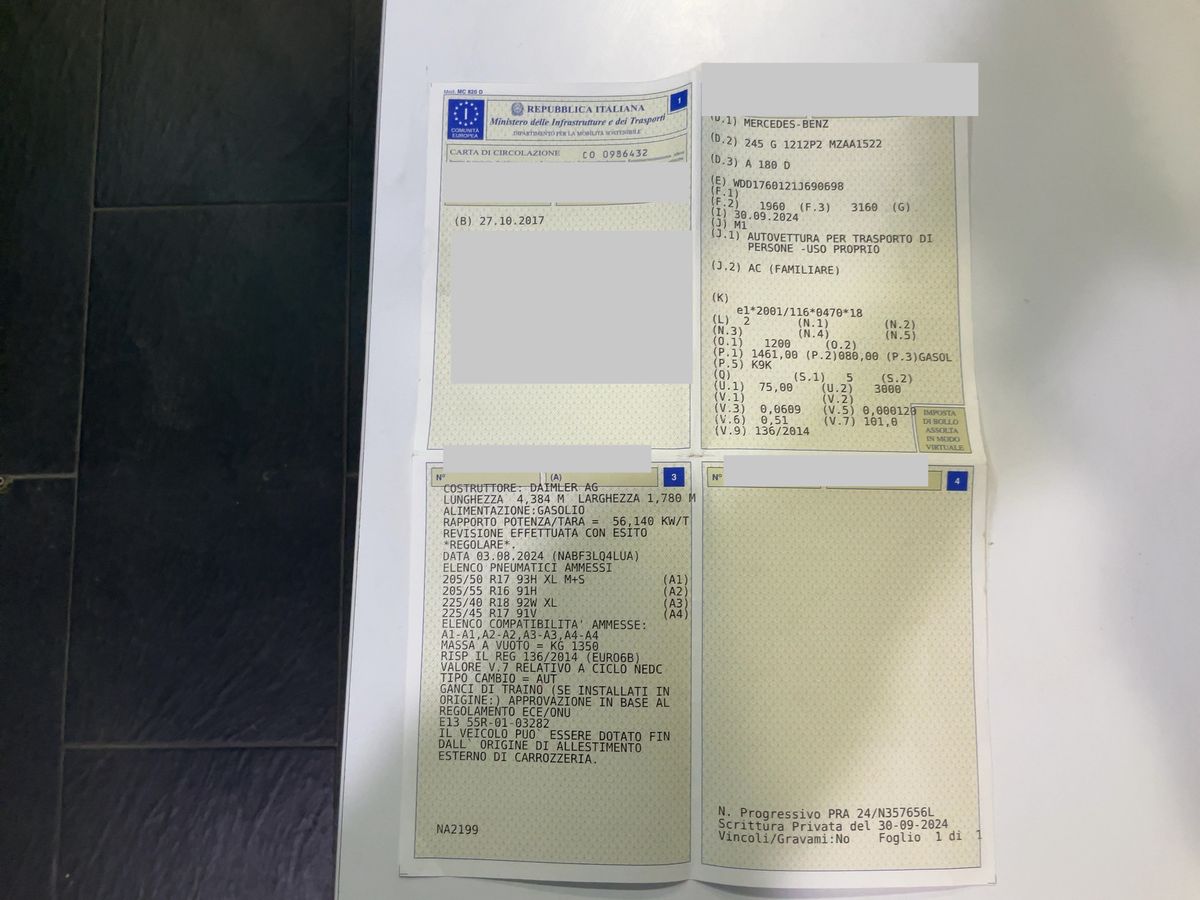 Mod. MC 820 D
1
REPUBBLICA ITALIANA
Ministero delle Infrastrutture e dei Trasporti
DIPARTIMENTO PER LA MOBILITÀ SOSTENIBILE
COMUNITÀ EUROPEA
CARTA DI CIRCOLAZIONE CO 0986432
(B) 27.10.2017
(D.1) MERCEDES-BENZ
(D.2) 245 G 1212P2 MZAA1522
(D.3) A 180 D
(E) WDD1760121J690698
(F.1)
(F.2) 1960 (F.3) 3160 (G)
(I) 30.09.2024
(J) M1
(J.1) AUTOVETTURA PER TRASPORTO DI
PERSONE -USO PROPRIO
(J.2) AC (FAMILIARE)
(K)
e1*2001/116*0470*18
(L) 2 (N.1) (N.2)
(N.3) (N.4) (N.5)
(O.1) 1200 (O.2)
(P.1) 1461,00 (P.2)080,00 (P.3)GASOL
(P.5) K9K
(Q) (S.1) 5 (S.2)
(U.1) 75,00 (U.2) 3000
(V.1) (V.2)
(V.3) 0,0609 (V.5) 0,000120
(V.6) 0,51 (V.7) 101,0
(V.9) 136/2014
IMPOSTA
DI BOLLO
ASSOLTA
IN MODO
VIRTUALE
N° (A) 3
COSTRUTTORE: DAIMLER AG
LUNGHEZZA 4,384 M LARGHEZZA 1,780 M
ALIMENTAZIONE:GASOLIO
RAPPORTO POTENZA/TARA = 56,140 KW/T
REVISIONE EFFETTUATA CON ESITO
*REGOLARE*.
DATA 03.08.2024 (NABF3LQ4LUA)
ELENCO PNEUMATICI AMMESSI
205/50 R17 93H XL M+S (A1)
205/55 R16 91H (A2)
225/40 R18 92W XL (A3)
225/45 R17 91V (A4)
ELENCO COMPATIBILITA' AMMESSE:
A1-A1,A2-A2,A3-A3,A4-A4
MASSA A VUOTO = KG 1350
RISP IL REG 136/2014 (EURO6B)
VALORE V.7 RELATIVO A CICLO NEDC
TIPO CAMBIO = AUT
GANCI DI TRAINO (SE INSTALLATI IN
ORIGINE:) APPROVAZIONE IN BASE AL
REGOLAMENTO ECE/ONU
E13 55R-01-03282
IL VEICOLO PUO` ESSERE DOTATO FIN
DALL` ORIGINE DI ALLESTIMENTO
ESTERNO DI CARROZZERIA.
NA2199
N° 4
N. Progressivo PRA 24/N357656L
Scrittura Privata del 30-09-2024
Vincoli/Gravami:No Foglio 1 di 1